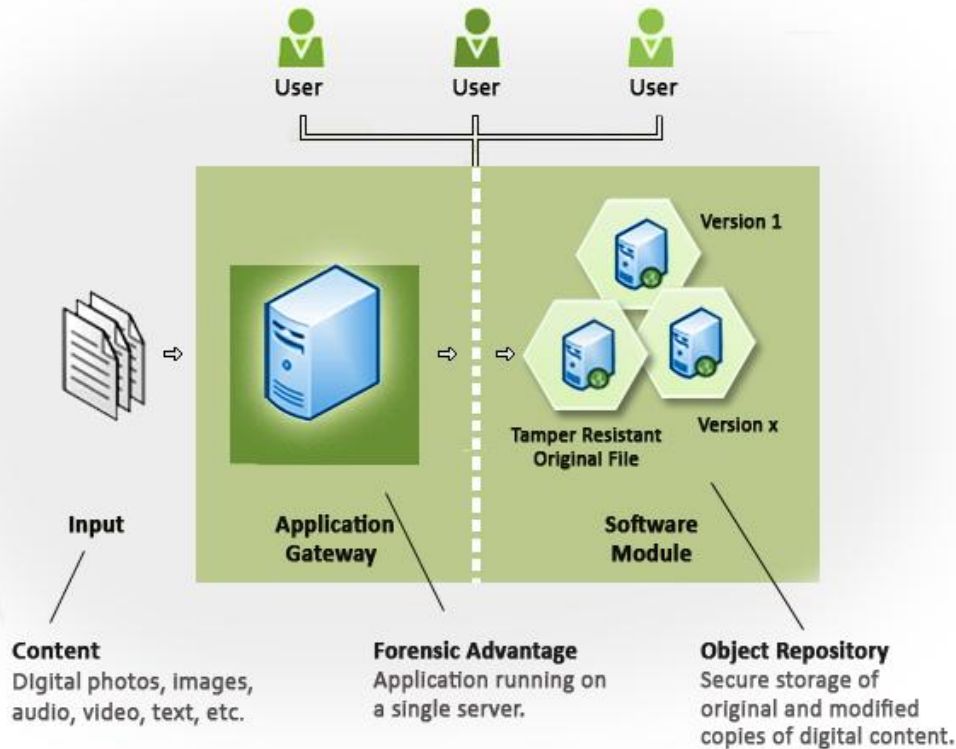 User
User
User
Version 1
Version x
Tamper Resistant
Original File
Input
Application
Gateway
Software
Module
Content
Digital photos, images,
audio, video, text, etc.
Forensic Advantage
Application running on
a single server.
Object Repository
Secure storage of
original and modified
copies of digital content.